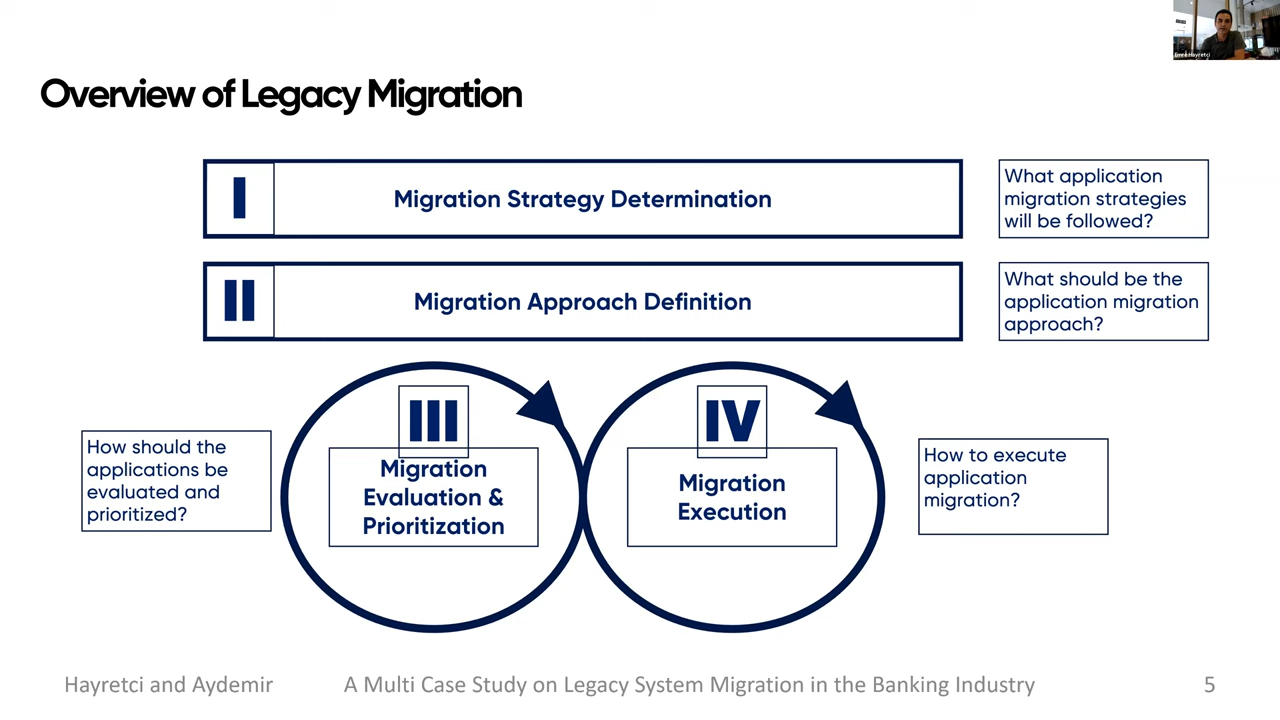 Emre Hayretci
Overview of Legacy Migration
I
Migration Strategy Determination
What application
migration strategies
will be followed?
II
Migration Approach Definition
What should be the
application migration
approach?
How should the
applications be
evaluated and
prioritized?
III
Migration
Evaluation &
Prioritization
IV
Migration
Execution
How to execute
application
migration?
Hayretci and Aydemir
A Multi Case Study on Legacy System Migration in the Banking Industry
5